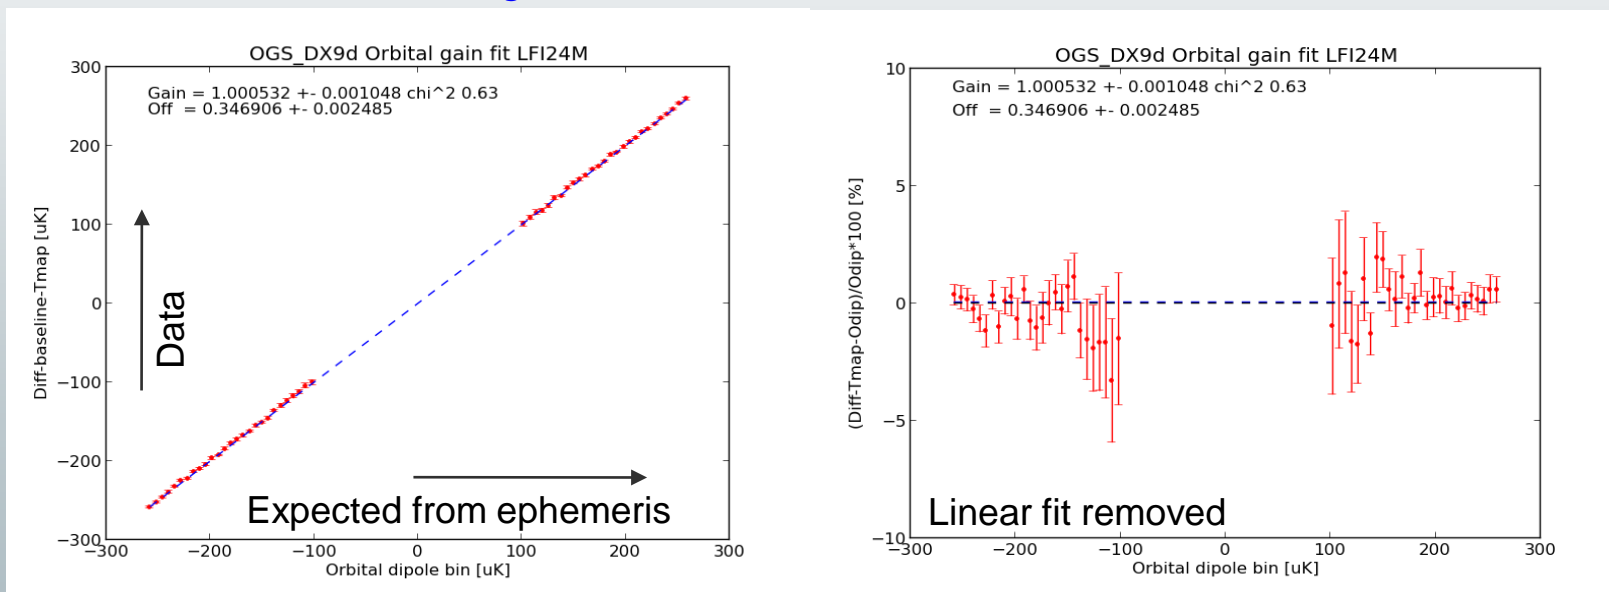 OGS_DX9d Orbital gain fit LFI24M
Gain = 1.000532 +- 0.001048 chi^2 0.63
Off = 0.346906 +- 0.002485
300
200
100
0
−100
−200
−300
Diff-baseline-Tmap [uK]
Data
Expected from ephemeris
−300 −200 −100 0 100 200 300
Orbital dipole bin [uK]
OGS_DX9d Orbital gain fit LFI24M
Gain = 1.000532 +- 0.001048 chi^2 0.63
Off = 0.346906 +- 0.002485
10
5
0
−5
−10
(Diff-Tmap-Odip)/Odip*100 [%]
Linear fit removed
−300 −200 −100 0 100 200 300
Orbital dipole bin [uK]